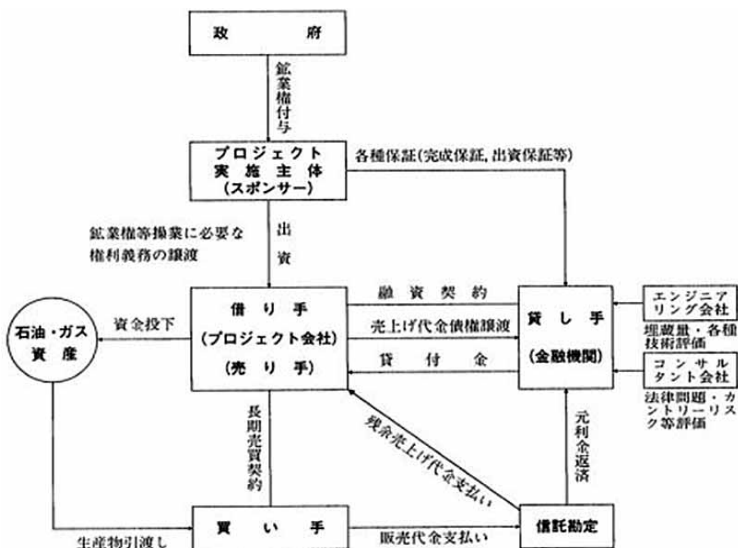 政府
鉱業権付与
プロジェクト
実施主体
(スポンサー)
各種保証(完成保証, 出資保証等)
鉱業権等操業に必要な
権利義務の譲渡
出資
石油・ガス
資産
資金投下
借り手
(プロジェクト会社)
(売り手)
融資契約
売上げ代金債権譲渡
貸付金
貸し手
(金融機関)
エンジニア
リング会社
埋蔵量・各種
技術評価
コンサル
タント会社
法律問題・カ
ントリーリス
ク等評価
長期売買契約
残余売上げ代金支払い
元利金返済
生産物引渡し
買い手
販売代金支払い
信託勘定